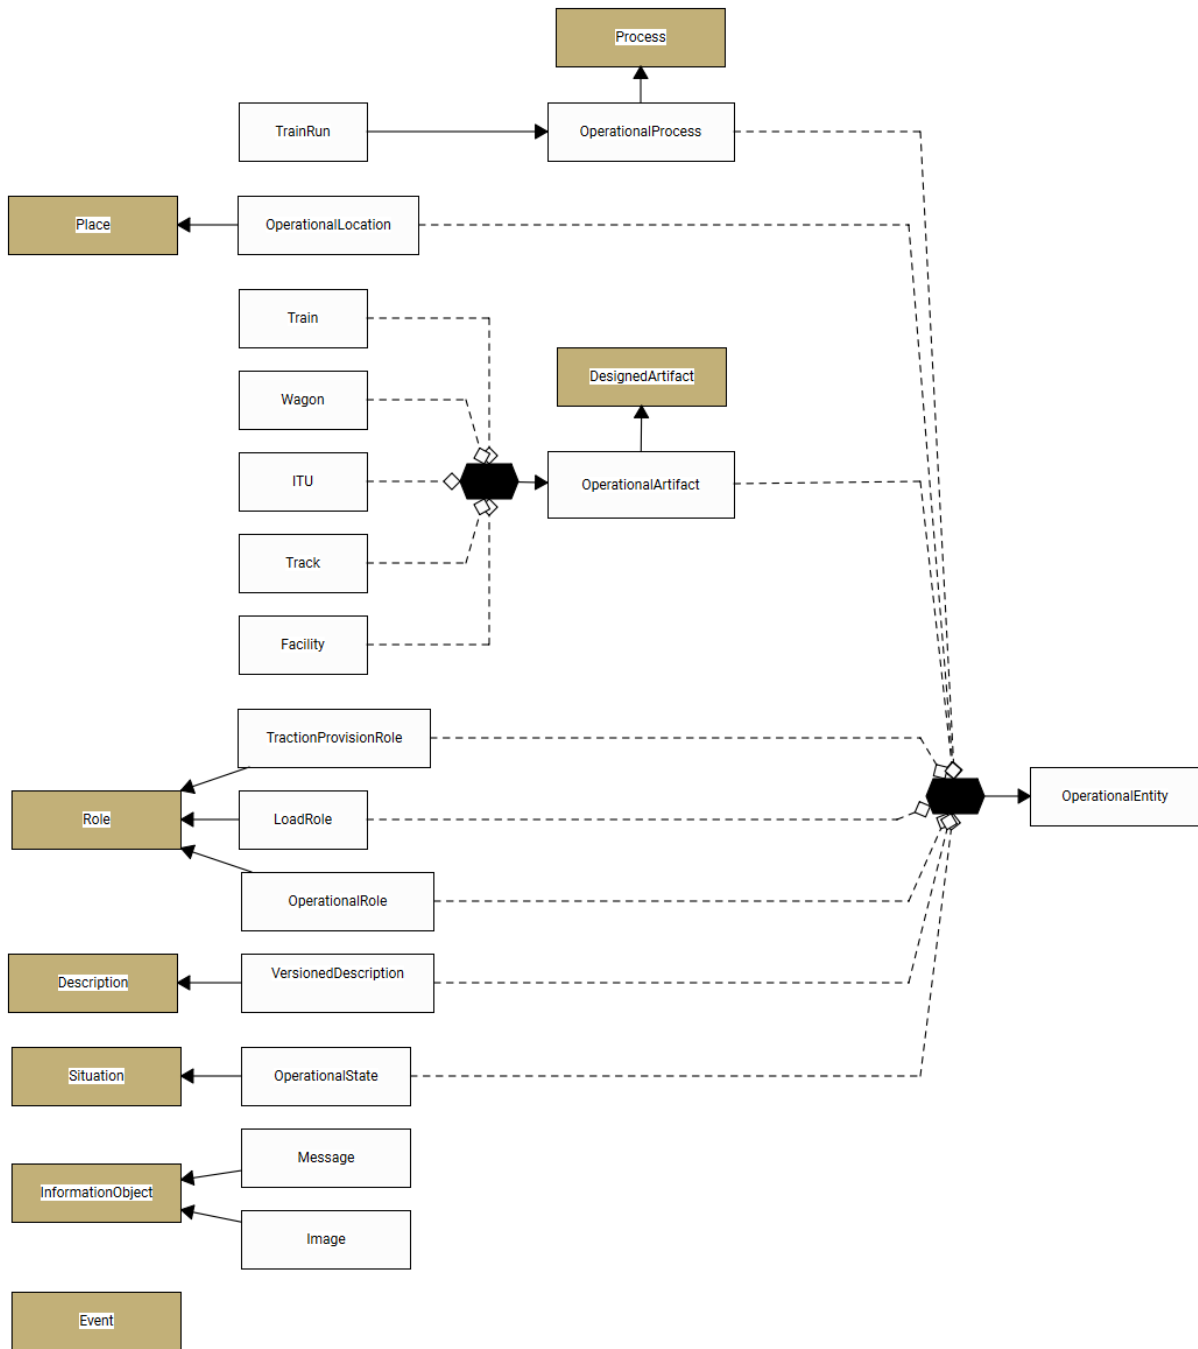 Process
TrainRun
OperationalProcess
Place
OperationalLocation
Train
DesignedArtifact
Wagon
ITU
OperationalArtifact
Track
Facility
TractionProvisionRole
OperationalEntity
Role
LoadRole
OperationalRole
Description
VersionedDescription
Situation
OperationalState
Message
InformationObject
Image
Event